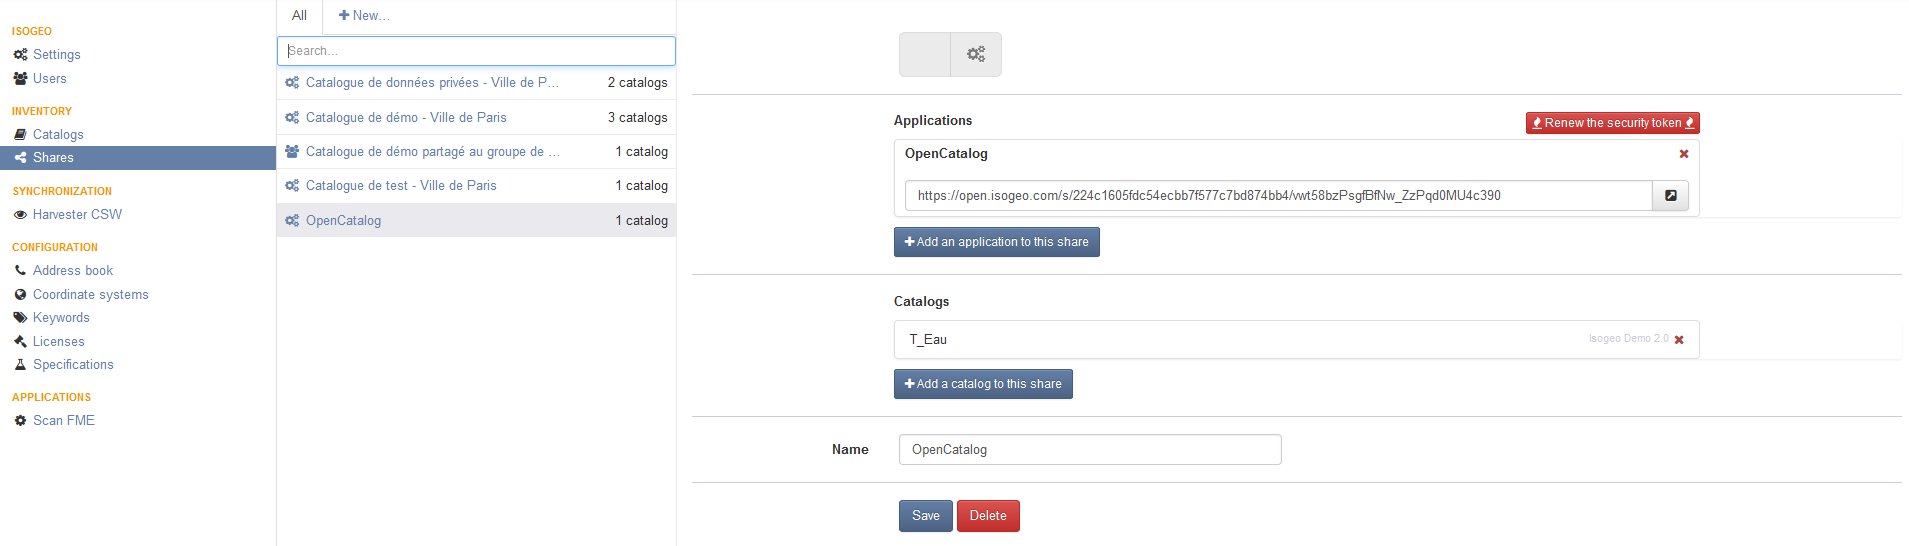 ISOGEO
Settings
Users
INVENTORY
Catalogs
Shares
SYNCHRONIZATION
Harvester CSW
CONFIGURATION
Address book
Coordinate systems
Keywords
Licenses
Specifications
APPLICATIONS
Scan FME
All New...
Search...
Catalogue de données privées - Ville de P... 2 catalogs
Catalogue de démo - Ville de Paris 3 catalogs
Catalogue de démo partagé au groupe de ... 1 catalog
Catalogue de test - Ville de Paris 1 catalog
OpenCatalog 1 catalog
Applications Renew the security token
OpenCatalog
https://open.isogeo.com/s/224c1605fdc54ecbb7f577c7bd874bb4/vwt58bzPsgfBfNw_ZzPqd0MU4c390
Add an application to this share
Catalogs
T_Eau Isogeo Demo 2.0
Add a catalog to this share
Name OpenCatalog
Save Delete